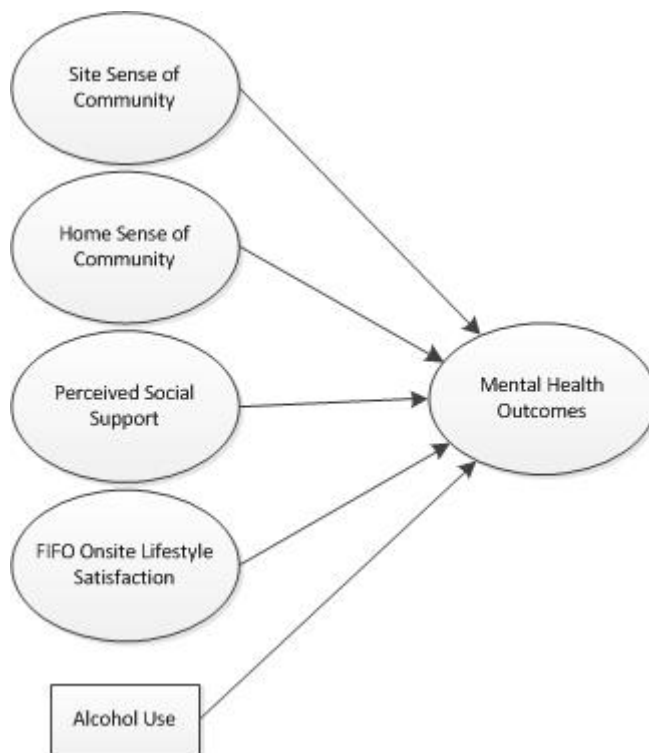 Site Sense of
Community
Home Sense of
Community
Perceived Social
Support
Mental Health
Outcomes
FIFO Onsite Lifestyle
Satisfaction
Alcohol Use